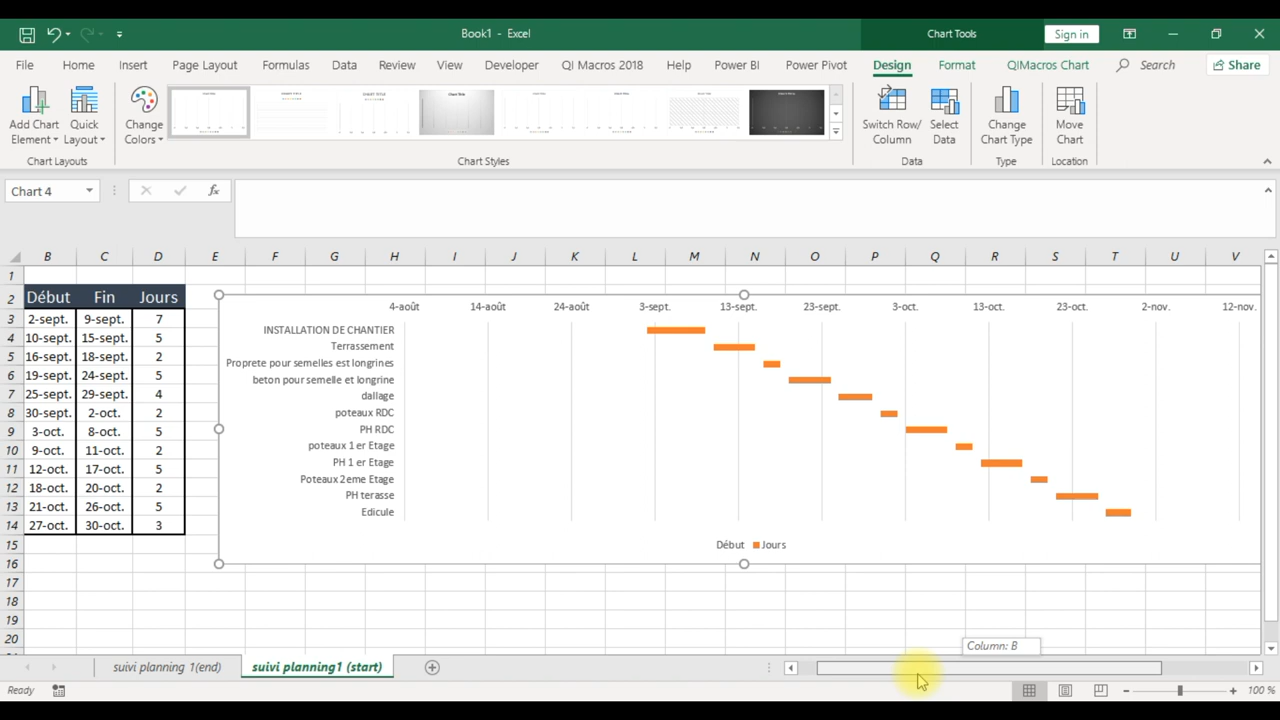 Book1 - Excel
Chart Tools
Sign in
File Home Insert Page Layout Formulas Data Review View Developer QI Macros 2018 Help Power BI Power Pivot Design Format QIMacros Chart Search Share
Add Chart Element
Quick Layout
Change Colors
Switch Row/ Column
Select Data
Change Chart Type
Move Chart
Chart Layouts
Chart Styles
Data
Type
Location
Chart 4
fx
B C D E F G H I J K L M N O P Q R S T U V
1
2 Début Fin Jours
3 2-sept. 9-sept. 7
4 10-sept. 15-sept. 5
5 16-sept. 18-sept. 2
6 19-sept. 24-sept. 5
7 25-sept. 29-sept. 4
8 30-sept. 2-oct. 2
9 3-oct. 8-oct. 5
10 9-oct. 11-oct. 2
11 12-oct. 17-oct. 5
12 18-oct. 20-oct. 2
13 21-oct. 26-oct. 5
14 27-oct. 30-oct. 3
15
16
17
18
19
20
4-août 14-août 24-août 3-sept. 13-sept. 23-sept. 3-oct. 13-oct. 23-oct. 2-nov. 12-nov.
INSTALLATION DE CHANTIER
Terrassement
Proprete pour semelles est longrines
beton pour semelle et longrine
dallage
poteaux RDC
PH RDC
poteaux 1 er Etage
PH 1 er Etage
Poteaux 2eme Etage
PH terasse
Edicule
Début Jours
Column: B
suivi planning 1(end) suivi planning1 (start)
Ready
100 %